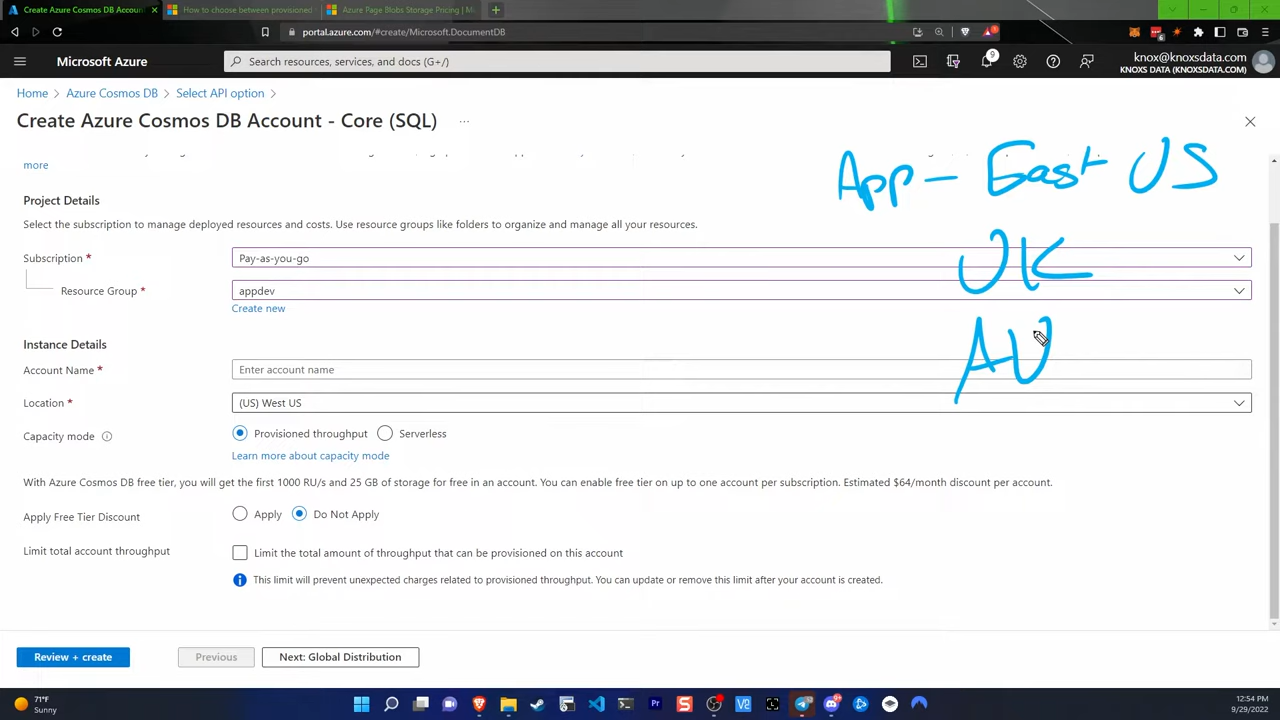 Create Azure Cosmos DB Accoun
How to choose between provisioned
Azure Page Blobs Storage Pricing | M
portal.azure.com/#create/Microsoft.DocumentDB
Microsoft Azure
Search resources, services, and docs (G+/)
9
knox@knoxsdata.com
KNOXS DATA (KNOXSDATA.COM)
Home > Azure Cosmos DB > Select API option >
Create Azure Cosmos DB Account - Core (SQL) ...
more
App - East US
UK
AU
Project Details
Select the subscription to manage deployed resources and costs. Use resource groups like folders to organize and manage all your resources.
Subscription *
Pay-as-you-go
Resource Group *
appdev
Create new
Instance Details
Account Name *
Enter account name
Location *
(US) West US
Capacity mode
Provisioned throughput
Serverless
Learn more about capacity mode
With Azure Cosmos DB free tier, you will get the first 1000 RU/s and 25 GB of storage for free in an account. You can enable free tier on up to one account per subscription. Estimated $64/month discount per account.
Apply Free Tier Discount
Apply
Do Not Apply
Limit total account throughput
Limit the total amount of throughput that can be provisioned on this account
This limit will prevent unexpected charges related to provisioned throughput. You can update or remove this limit after your account is created.
Review + create
Previous
Next: Global Distribution
71°F
Sunny
12:54 PM
9/29/2022